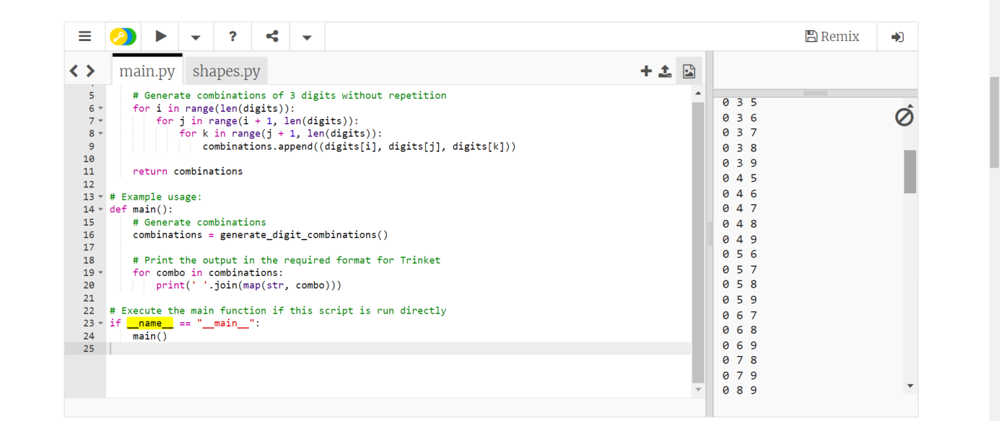 ? Remix
main.py shapes.py
5 # Generate combinations of 3 digits without repetition
6 for i in range(len(digits)):
7 for j in range(i + 1, len(digits)):
8 for k in range(j + 1, len(digits)):
9 combinations.append((digits[i], digits[j], digits[k]))
10
11 return combinations
12
13 # Example usage:
14 def main():
15 # Generate combinations
16 combinations = generate_digit_combinations()
17
18 # Print the output in the required format for Trinket
19 for combo in combinations:
20 print(' '.join(map(str, combo)))
21
22 # Execute the main function if this script is run directly
23 if __name__ == "__main__":
24 main()
25
0 3 5
0 3 6
0 3 7
0 3 8
0 3 9
0 4 5
0 4 6
0 4 7
0 4 8
0 4 9
0 5 6
0 5 7
0 5 8
0 5 9
0 6 7
0 6 8
0 6 9
0 7 8
0 7 9
0 8 9